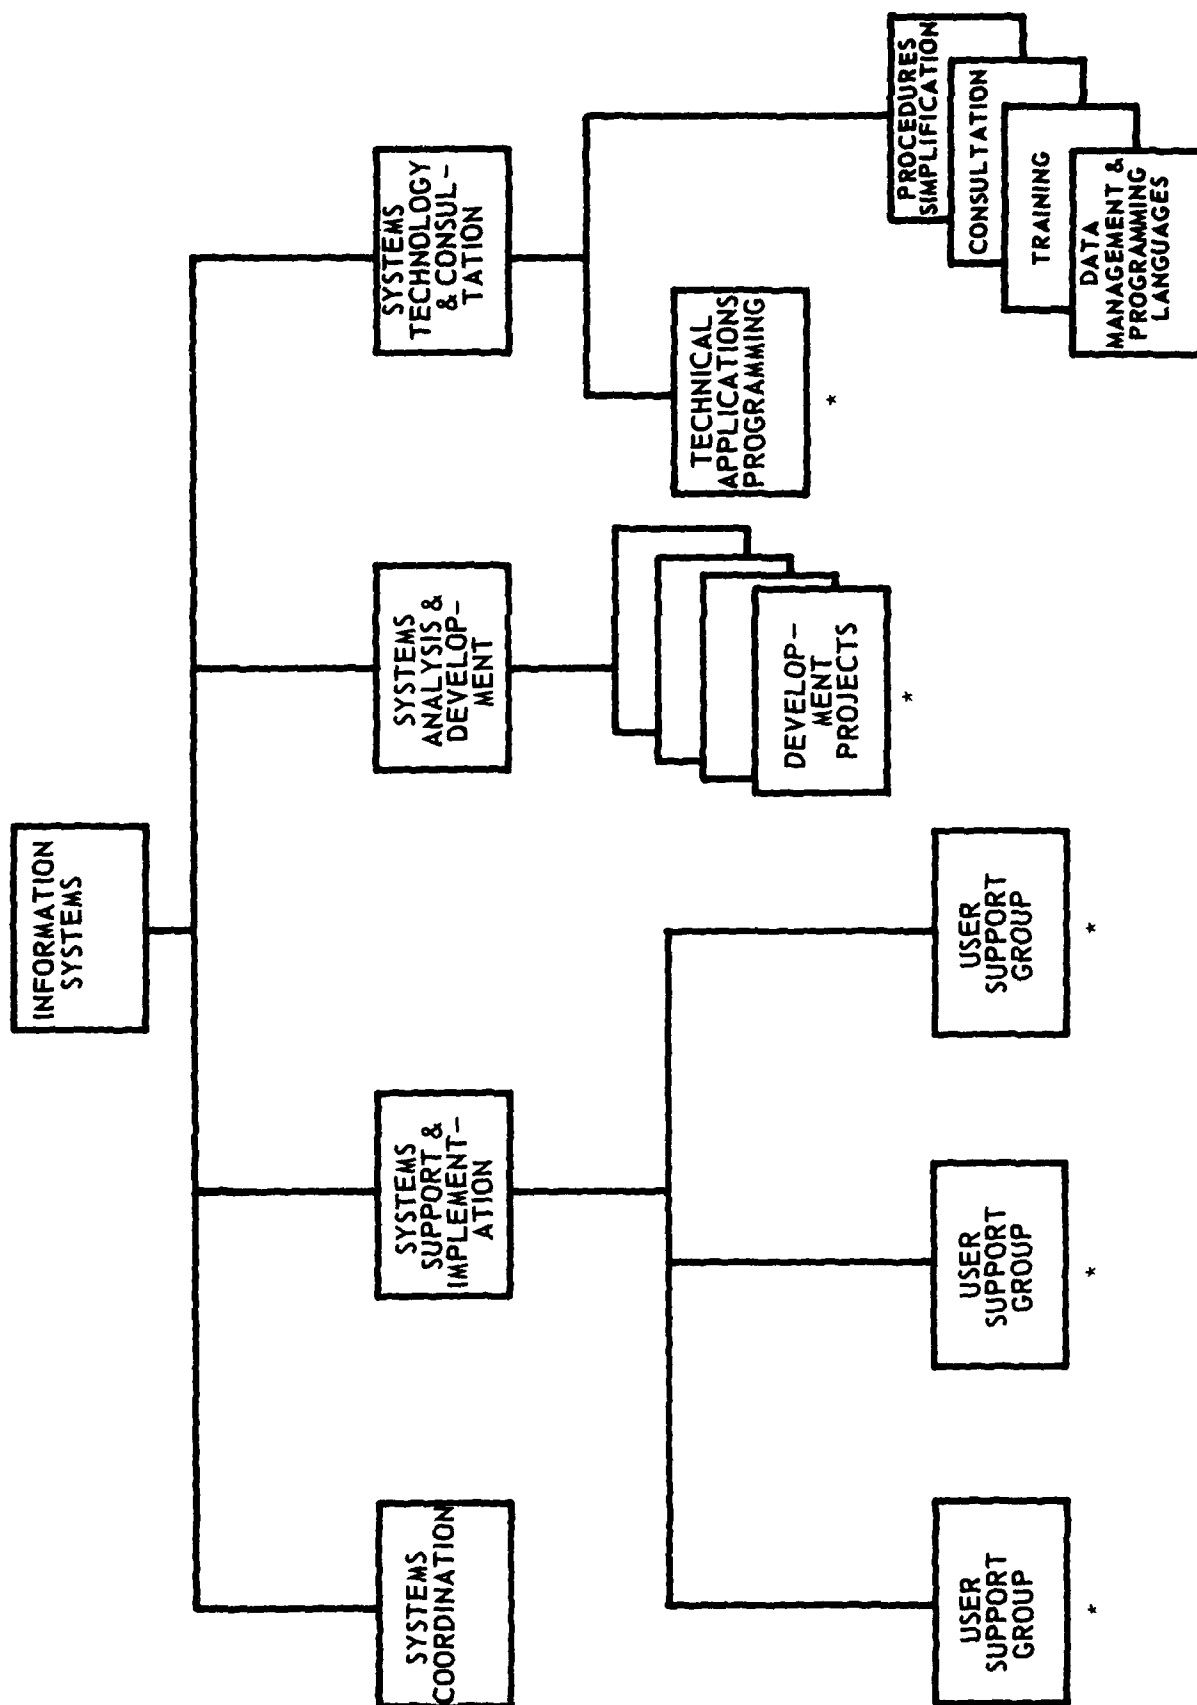 INFORMATION
SYSTEMS
SYSTEMS
COORDINATION
SYSTEMS
SUPPORT &
IMPLEMENT-
ATION
SYSTEMS
ANALYSIS &
DEVELOP-
MENT
SYSTEMS
TECHNOLOGY
& CONSUL-
TATION
USER
SUPPORT
GROUP
*
USER
SUPPORT
GROUP
*
USER
SUPPORT
GROUP
*
DEVELOP-
MENT
PROJECTS
*
TECHNICAL
APPLICATIONS
PROGRAMMING
*
PROCEDURES
SIMPLIFICATION
CONSULTATION
TRAINING
DATA
MANAGEMENT &
PROGRAMMING
LANGUAGES